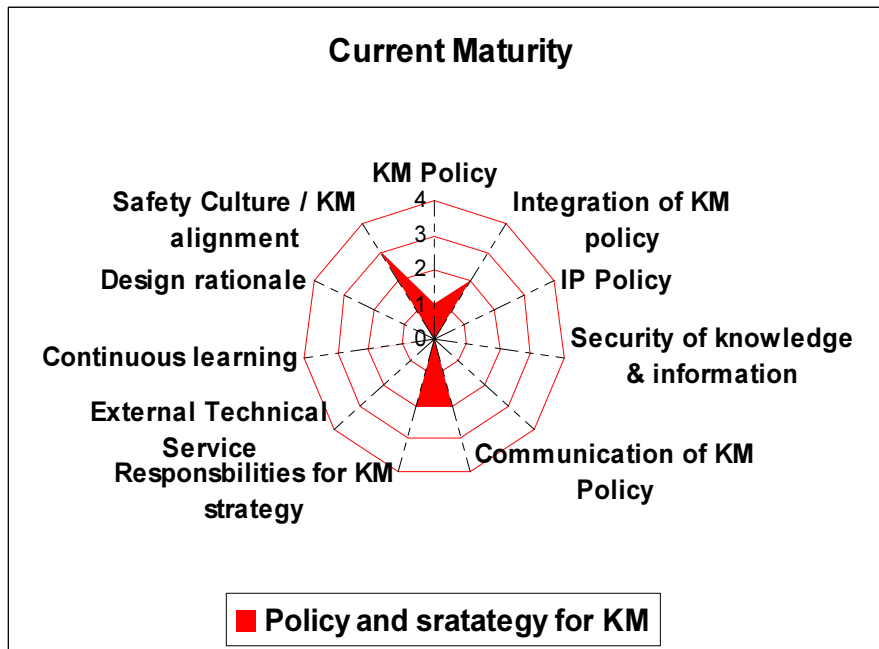 Current Maturity
KM Policy
Safety Culture / KM
alignment
Integration of KM
policy
4
3
2
1
0
Design rationale
IP Policy
Continuous learning
Security of knowledge
& information
External Technical
Service
Responsbilities for KM
strategy
Communication of KM
Policy
Policy and sratategy for KM